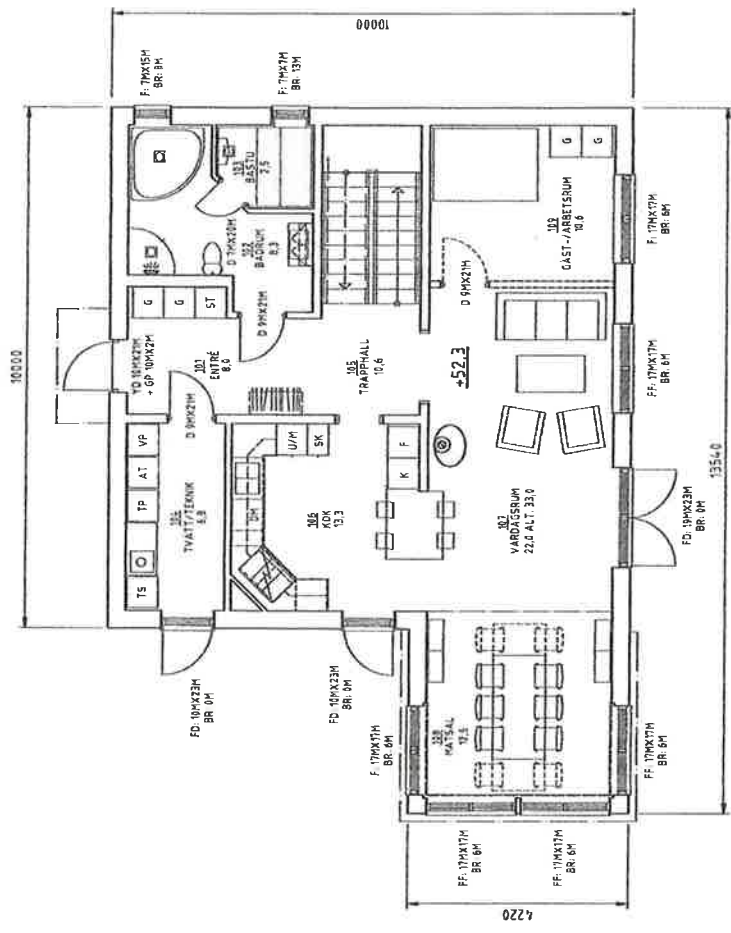 10000
10000
F: 7MX15M
BR: 8M
F: 7MX7M
BR: 13M
103
BASTU
2,5
D 7MX20M
102
BADRUM
8,3
G
G
ST
D 9MX21M
YD 10MX21M
+ GP 10MX2M
101
ENTRÉ
8,0
D 9MX21M
VP
AT
TP
TS
TVÄTT/TEKNIK
6,8
105
TRAPPHALL
10,6
G
G
109
GÄST-/ARBETSRUM
10,6
D 9MX21M
F: 17MX17M
BR: 6M
+52,3
U/M
SK
DM
106
KÖK
13,3
F
K
FF: 17MX17M
BR: 6M
107
VARDAGSRUM
22,0 ALT. 33,0
FD: 19MX23M
BR: 0M
13540
FD: 10MX23M
BR: 0M
FD: 10MX23M
BR: 0M
F: 17MX17M
BR: 6M
108
MATSAL
FF: 17MX17M
BR: 6M
FF: 17MX17M
BR: 6M
FF: 17MX17M
BR: 6M
4220